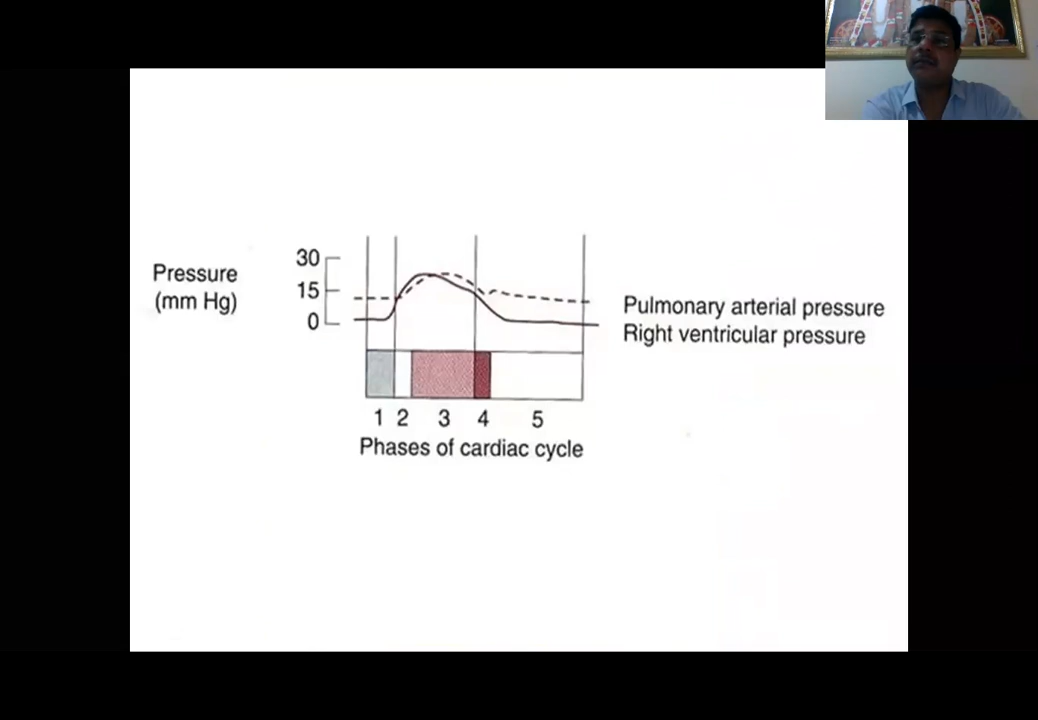 Pressure
(mm Hg)
30
15
0
Pulmonary arterial pressure
Right ventricular pressure
1 2 3 4 5
Phases of cardiac cycle